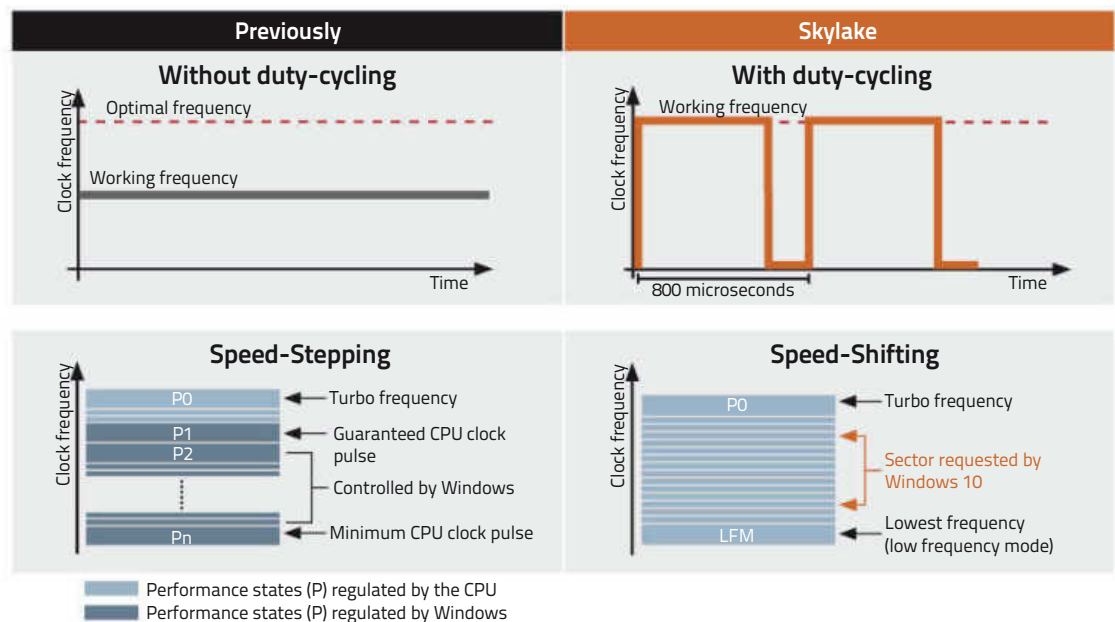 Previously
Skylake
Without duty-cycling
Clock frequency
Optimal frequency
Working frequency
Time
With duty-cycling
Clock frequency
Working frequency
800 microseconds
Time
Speed-Stepping
Clock frequency
P0
P1
P2
Pn
Turbo frequency
Guaranteed CPU clock
pulse
Controlled by Windows
Minimum CPU clock pulse
Speed-Shifting
Clock frequency
P0
LFM
Turbo frequency
Sector requested by
Windows 10
Lowest frequency
(low frequency mode)
Performance states (P) regulated by the CPU
Performance states (P) regulated by Windows